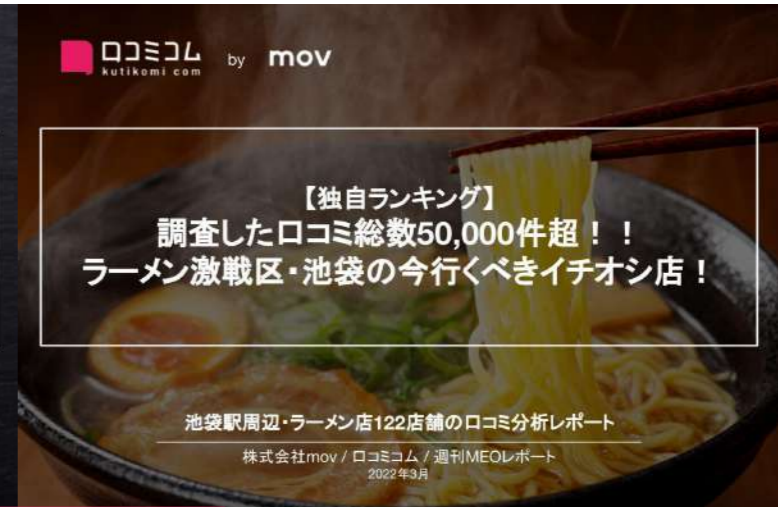 口コミコム by mov
kutikomi com
【独自ランキング】
調査した口コミ総数50,000件超！！
ラーメン激戦区・池袋の今行くべきイチオシ店！
池袋駅周辺・ラーメン店122店舗の口コミ分析レポート
株式会社mov / 口コミコム / 週刊MEOレポート
2022年3月